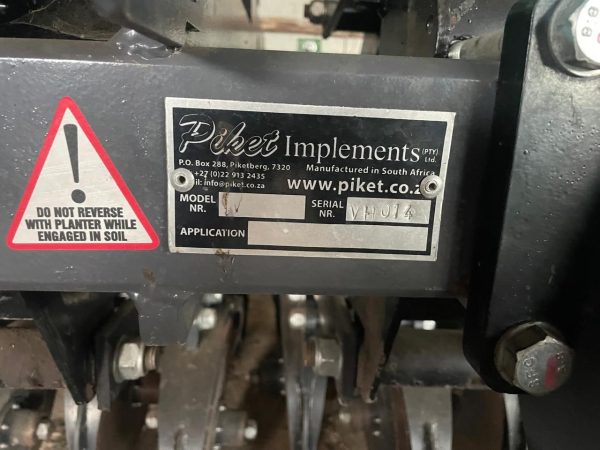 Piket Implements (PTY) Ltd.
P.O. Box 288, Piketberg, 7320 Manufactured in South Africa
+27 (0)22 913 2435
info@piket.co.za www.piket.co.z
MODEL NR. SERIAL NR. VH014
APPLICATION
DO NOT REVERSE
WITH PLANTER WHILE
ENGAGED IN SOIL